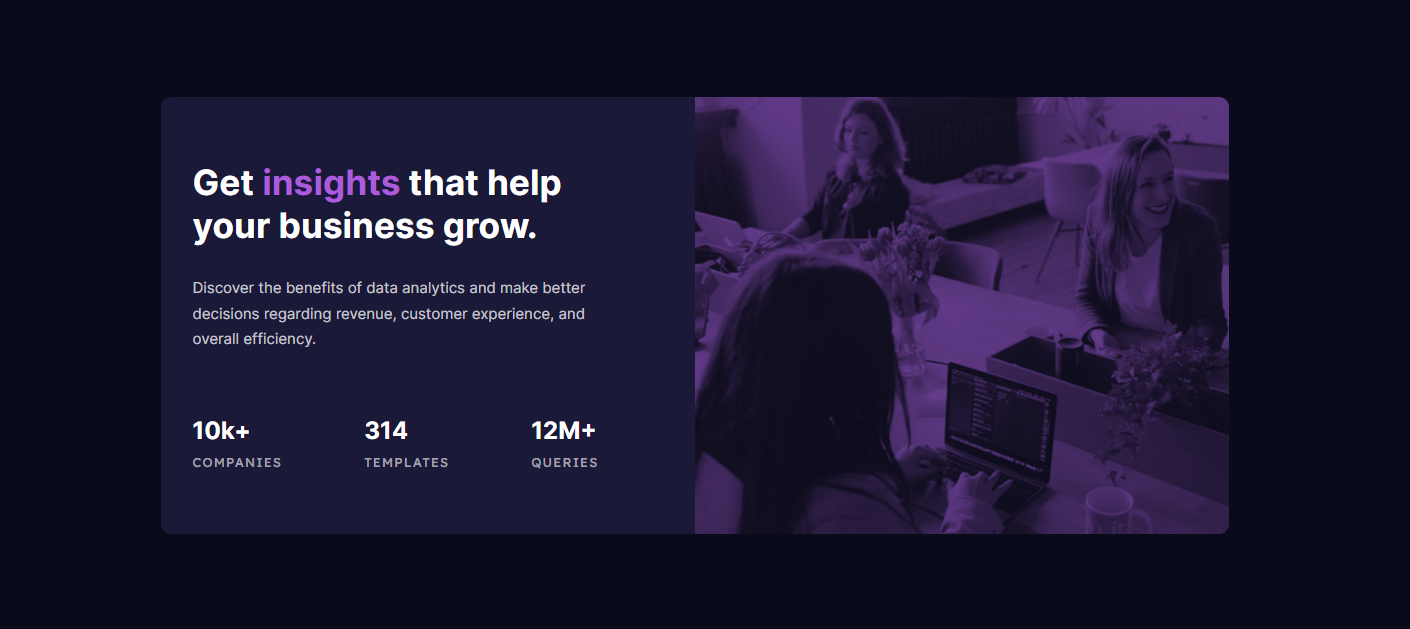 Get insights that help
your business grow.
Discover the benefits of data analytics and make better
decisions regarding revenue, customer experience, and
overall efficiency.
10k+ 314 12M+
COMPANIES TEMPLATES QUERIES